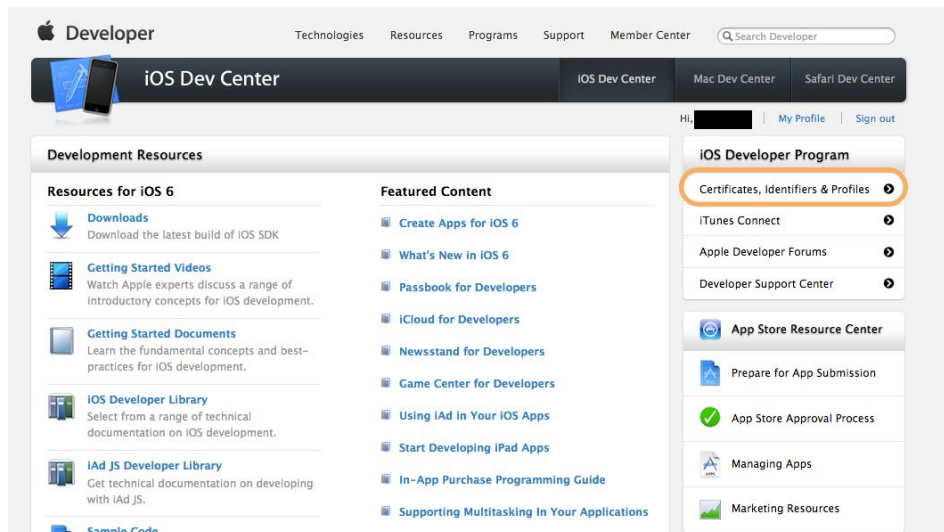 Developer
Technologies Resources Programs Support Member Center Search Developer
iOS Dev Center
iOS Dev Center Mac Dev Center Safari Dev Center
Hi, My Profile Sign out
Development Resources
Resources for iOS 6
Downloads
Download the latest build of iOS SDK
Getting Started Videos
Watch Apple experts discuss a range of
introductory concepts for iOS development.
Getting Started Documents
Learn the fundamental concepts and best-
practices for iOS development.
iOS Developer Library
Select from a range of technical
documentation on iOS development.
iAd JS Developer Library
Get technical documentation on developing
with iAd JS.
Sample Code
Featured Content
Create Apps for iOS 6
What's New in iOS 6
Passbook for Developers
iCloud for Developers
Newsstand for Developers
Game Center for Developers
Using iAd in Your iOS Apps
Start Developing iPad Apps
In-App Purchase Programming Guide
Supporting Multitasking In Your Applications
iOS Developer Program
Certificates, Identifiers & Profiles
iTunes Connect
Apple Developer Forums
Developer Support Center
App Store Resource Center
Prepare for App Submission
App Store Approval Process
APPS
Managing Apps
Marketing Resources